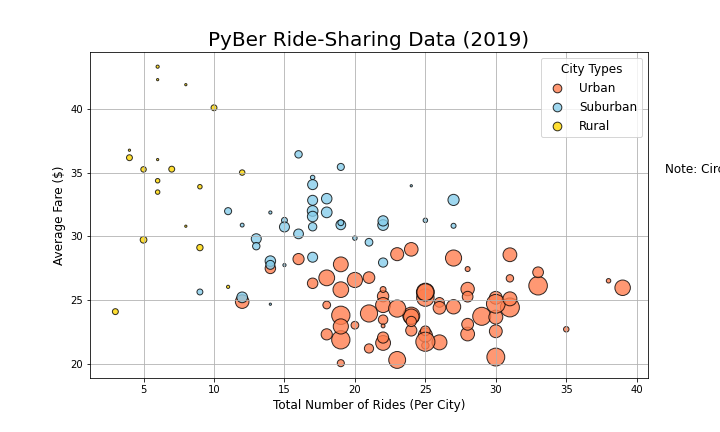 PyBer Ride-Sharing Data (2019)
City Types
Urban
Suburban
Rural
40
35
30
25
20
Average Fare ($)
Note:
5 10 15 20 25 30 35 40
Total Number of Rides (Per City)